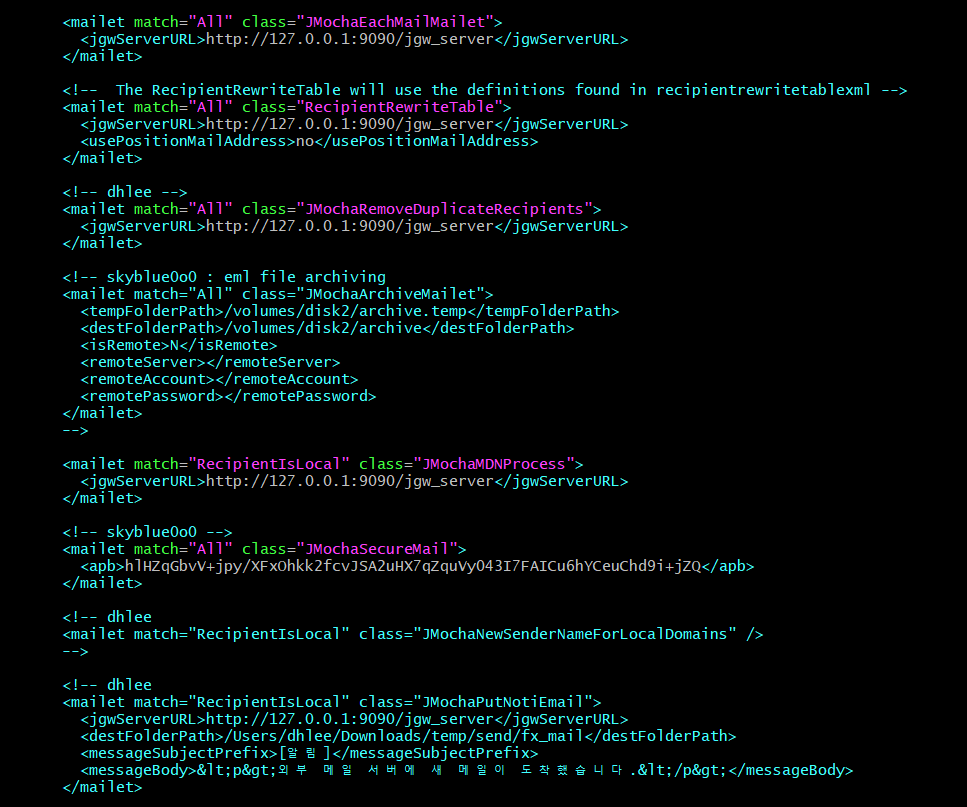 <mailet match="All" class="JMochaEachMailMailet">
<jgwServerURL>http://127.0.0.1:9090/jgw_server</jgwServerURL>
</mailet>
<!--  The RecipientRewriteTable will use the definitions found in recipientrewritetablexml -->
<mailet match="All" class="RecipientRewriteTable">
<jgwServerURL>http://127.0.0.1:9090/jgw_server</jgwServerURL>
<usePositionMailAddress>no</usePositionMailAddress>
</mailet>
<!-- dhlee -->
<mailet match="All" class="JMochaRemoveDuplicateRecipients">
<jgwServerURL>http://127.0.0.1:9090/jgw_server</jgwServerURL>
</mailet>
<!-- skyblue0o0 : eml file archiving
<mailet match="All" class="JMochaArchiveMailet">
<tempFolderPath>/volumes/disk2/archive.temp</tempFolderPath>
<destFolderPath>/volumes/disk2/archive</destFolderPath>
<isRemote>N</isRemote>
<remoteServer></remoteServer>
<remoteAccount></remoteAccount>
<remotePassword></remotePassword>
</mailet>
-->
<mailet match="RecipientIsLocal" class="JMochaMDNProcess">
<jgwServerURL>http://127.0.0.1:9090/jgw_server</jgwServerURL>
</mailet>
<!-- skyblue0o0 -->
<mailet match="All" class="JMochaSecureMail">
<apb>hlHZqGbvV+jpy/XFxOhkk2fcvJSA2uHX7qZquVyO43I7FAICu6hYCeuChd9i+jZQ</apb>
</mailet>
<!-- dhlee
<mailet match="RecipientIsLocal" class="JMochaNewSenderNameForLocalDomains" />
-->
<!-- dhlee
<mailet match="RecipientIsLocal" class="JMochaPutNotiEmail">
<jgwServerURL>http://127.0.0.1:9090/jgw_server</jgwServerURL>
<destFolderPath>/Users/dhlee/Downloads/temp/send/fx_mail</destFolderPath>
<messageSubjectPrefix>[알림]</messageSubjectPrefix>
<messageBody>&lt;p&gt;외부 메일 서버에 새 메일이 도착했습니다.&lt;/p&gt;</messageBody>
</mailet>